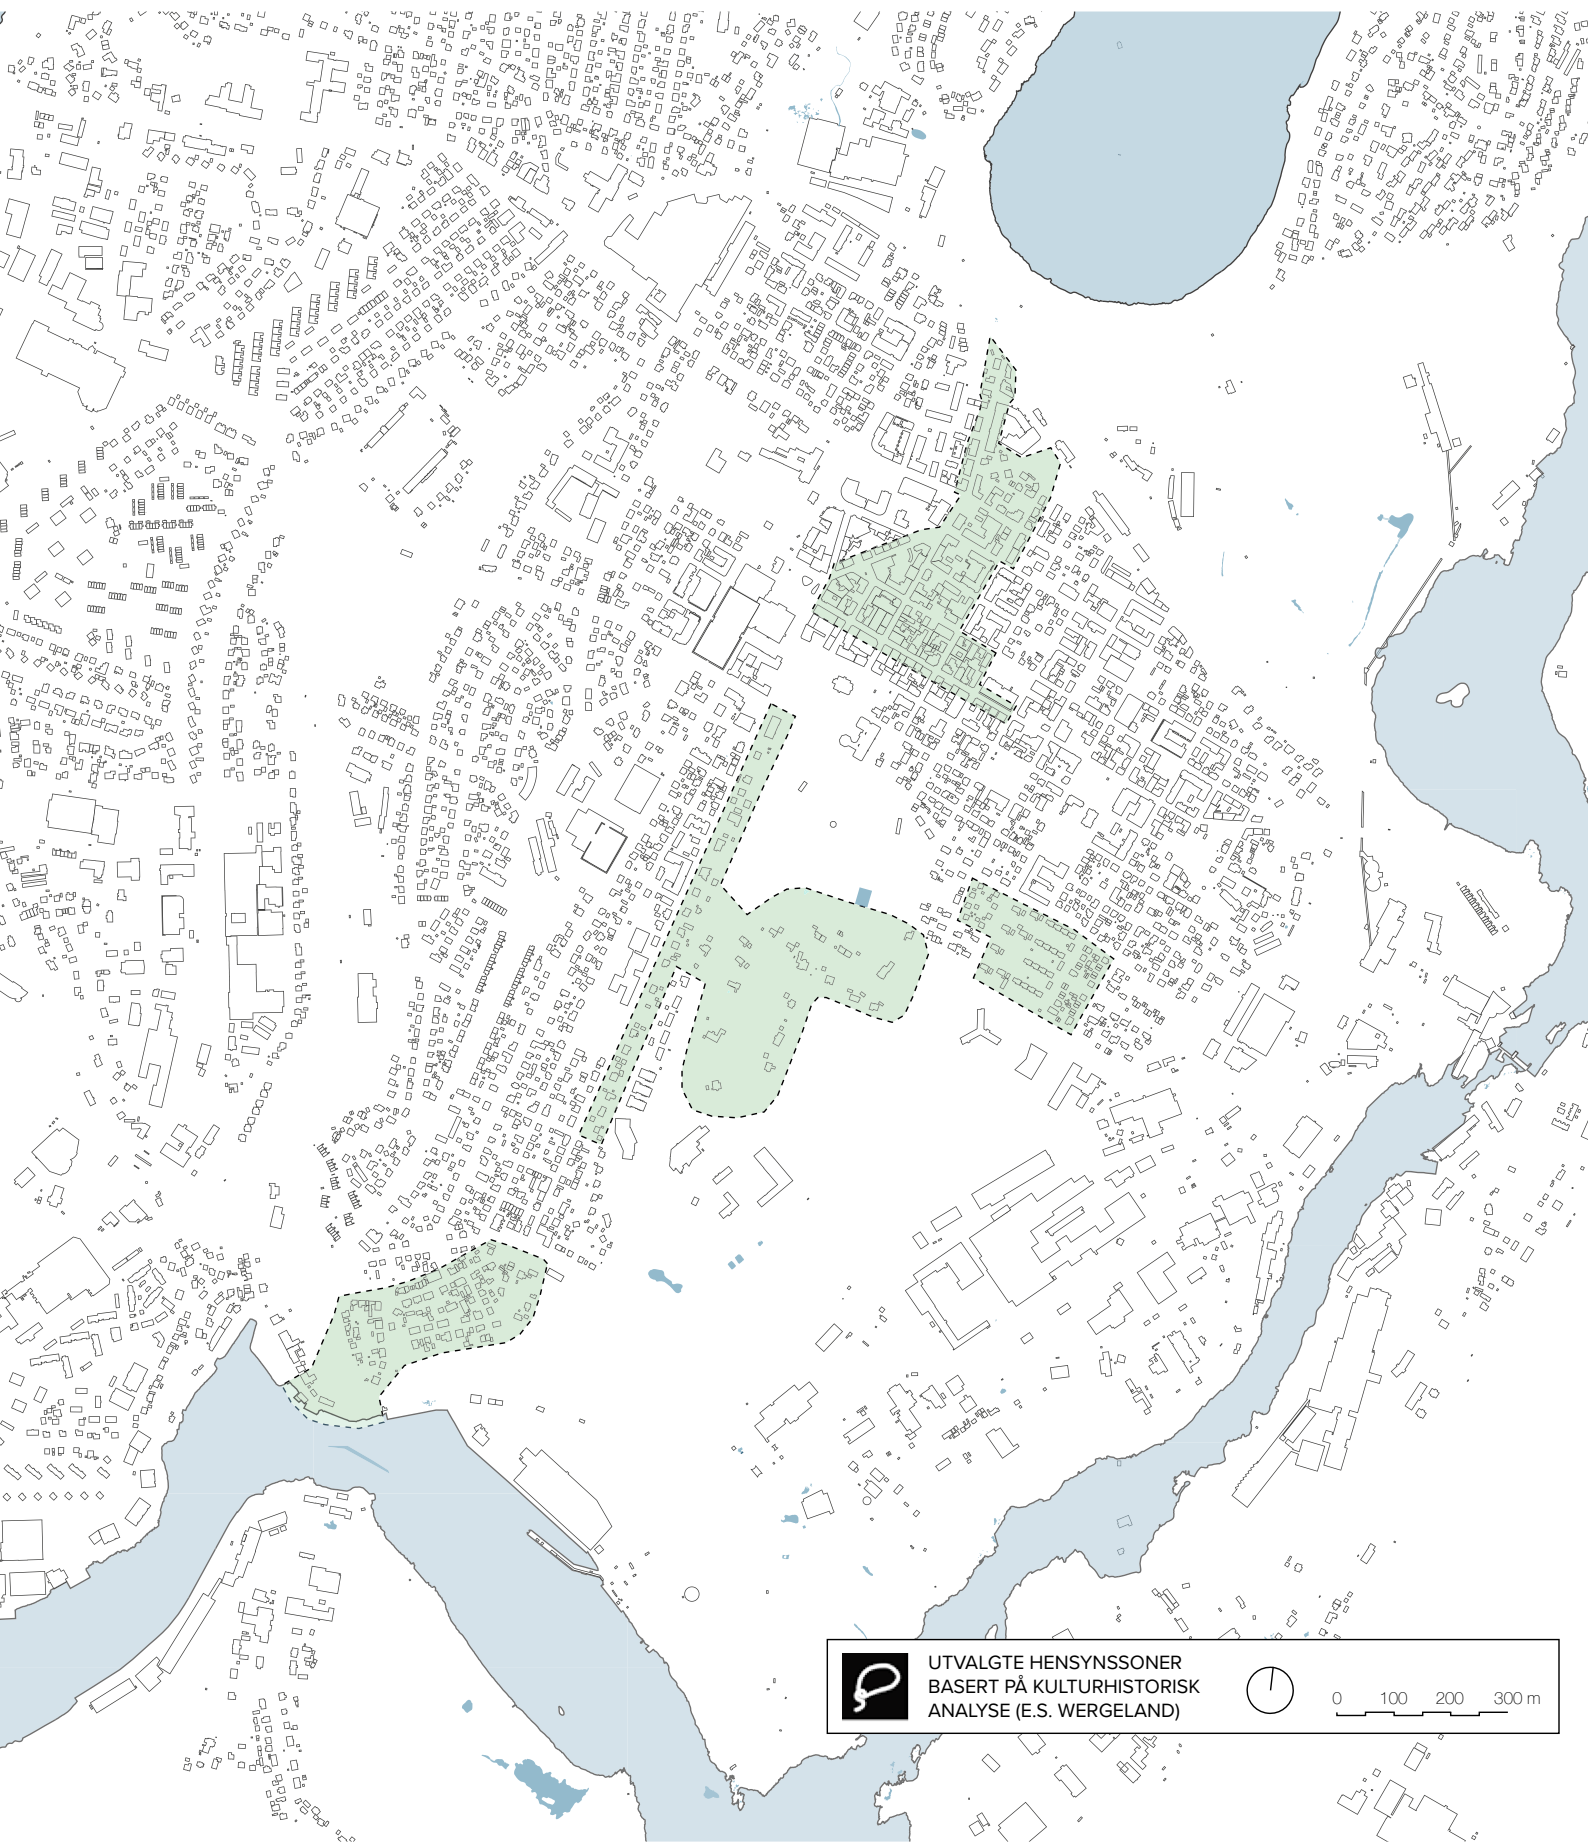 UTVALGTE HENSYNSSONER
BASERT PÅ KULTURHISTORISK
ANALYSE (E.S. WERGELAND)
0 100 200 300 m